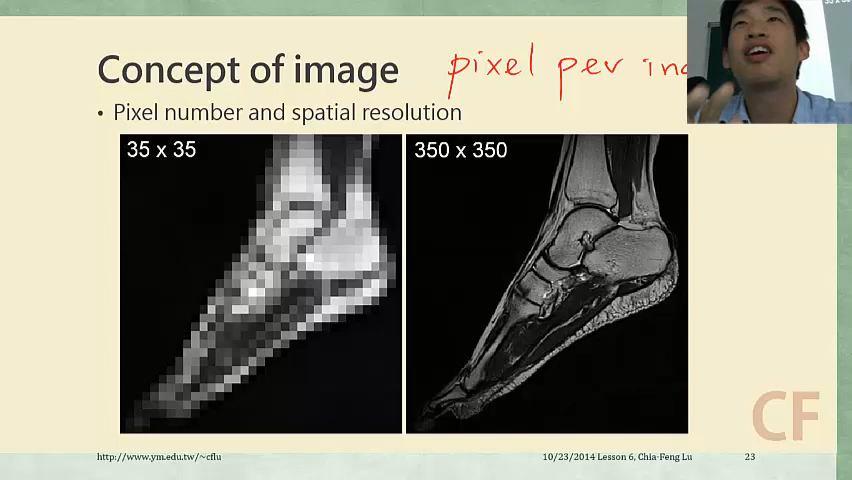 Concept of image
pixel per
• Pixel number and spatial resolution
35 x 35
350 x 350
CF
http://www.ym.edu.tw/~cflu
10/23/2014 Lesson 6, Chia-Feng Lu
23